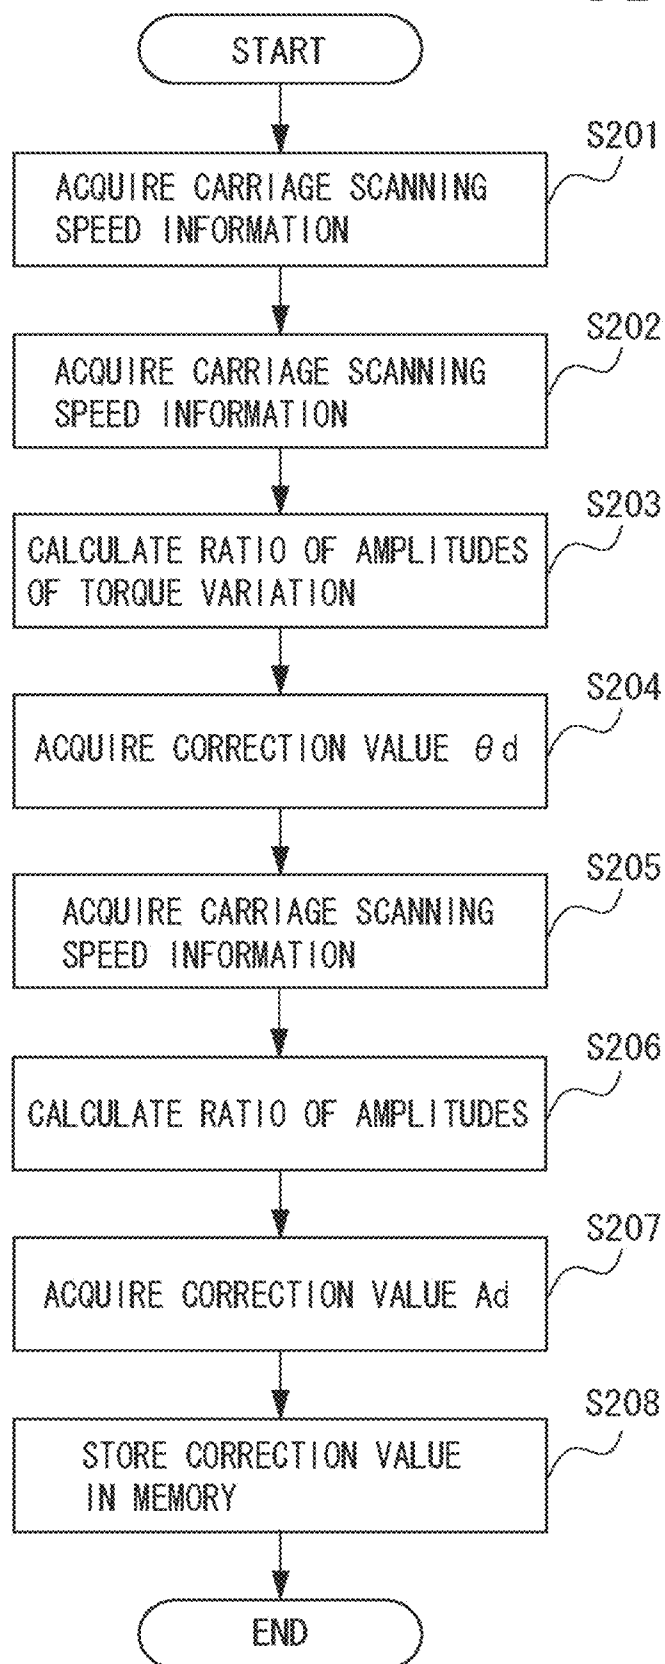 START
S201
ACQUIRE CARRIAGE SCANNING
SPEED INFORMATION
S202
ACQUIRE CARRIAGE SCANNING
SPEED INFORMATION
S203
CALCULATE RATIO OF AMPLITUDES
OF TORQUE VARIATION
S204
ACQUIRE CORRECTION VALUE θd
S205
ACQUIRE CARRIAGE SCANNING
SPEED INFORMATION
S206
CALCULATE RATIO OF AMPLITUDES
S207
ACQUIRE CORRECTION VALUE Ad
S208
STORE CORRECTION VALUE
IN MEMORY
END